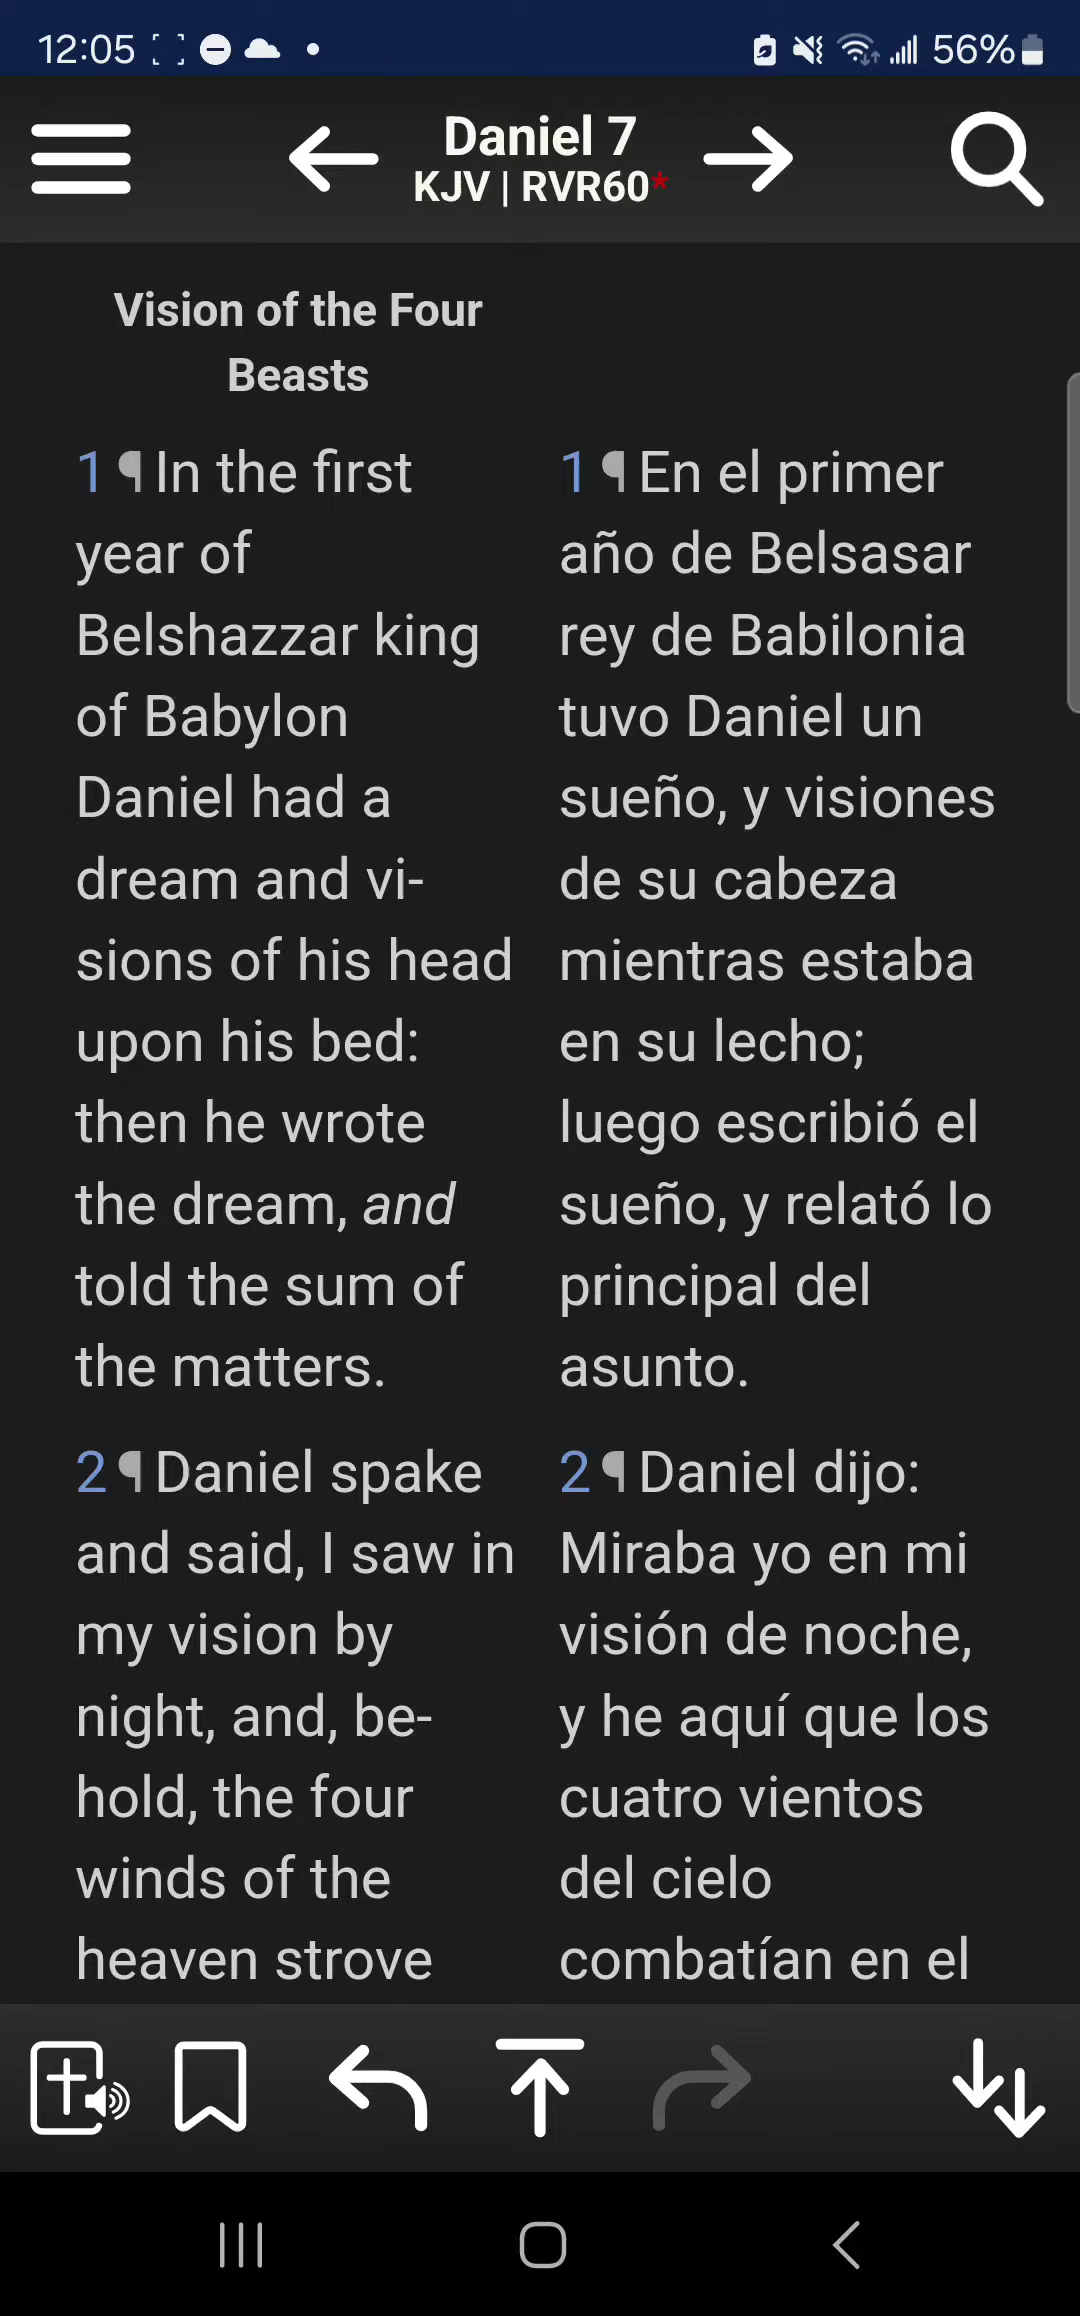 12:05
56%
Daniel 7
KJV | RVR60*
Vision of the Four
Beasts
1 ¶ In the first
year of
Belshazzar king
of Babylon
Daniel had a
dream and vi-
sions of his head
upon his bed:
then he wrote
the dream, and
told the sum of
the matters.
2 ¶ Daniel spake
and said, I saw in
my vision by
night, and, be-
hold, the four
winds of the
heaven strove
1 ¶ En el primer
año de Belsasar
rey de Babilonia
tuvo Daniel un
sueño, y visiones
de su cabeza
mientras estaba
en su lecho;
luego escribió el
sueño, y relató lo
principal del
asunto.
2 ¶ Daniel dijo:
Miraba yo en mi
visión de noche,
y he aquí que los
cuatro vientos
del cielo
combatían en el